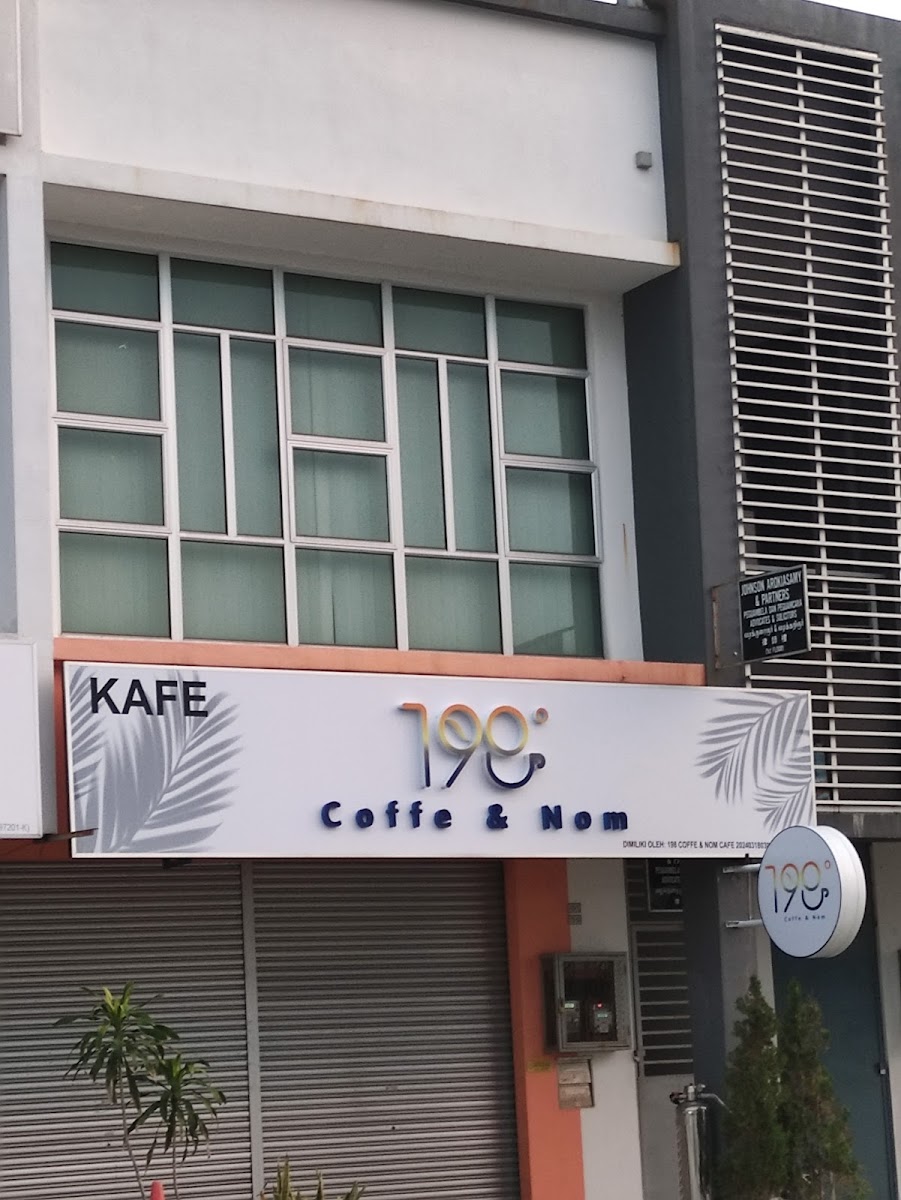 JOHNSON AROKIASAMY
& PARTNERS
PEGUAMBELA DAN PEGUAMCARA
ADVOCATES & SOLICITORS
KAFE
198°
Coffe & Nom
DIMILIKI OLEH: 198 COFFE & NOM CAFE
198°
Coffe & Nom